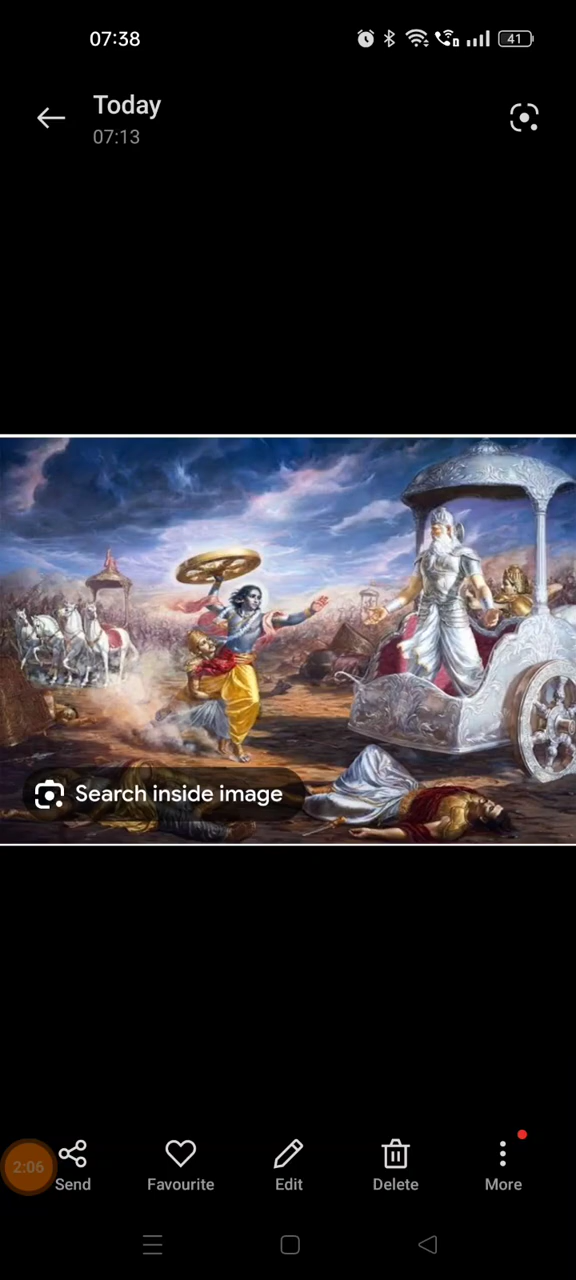 07:38
41
Today
07:13
Search inside image
2:06
Send
Favourite
Edit
Delete
More